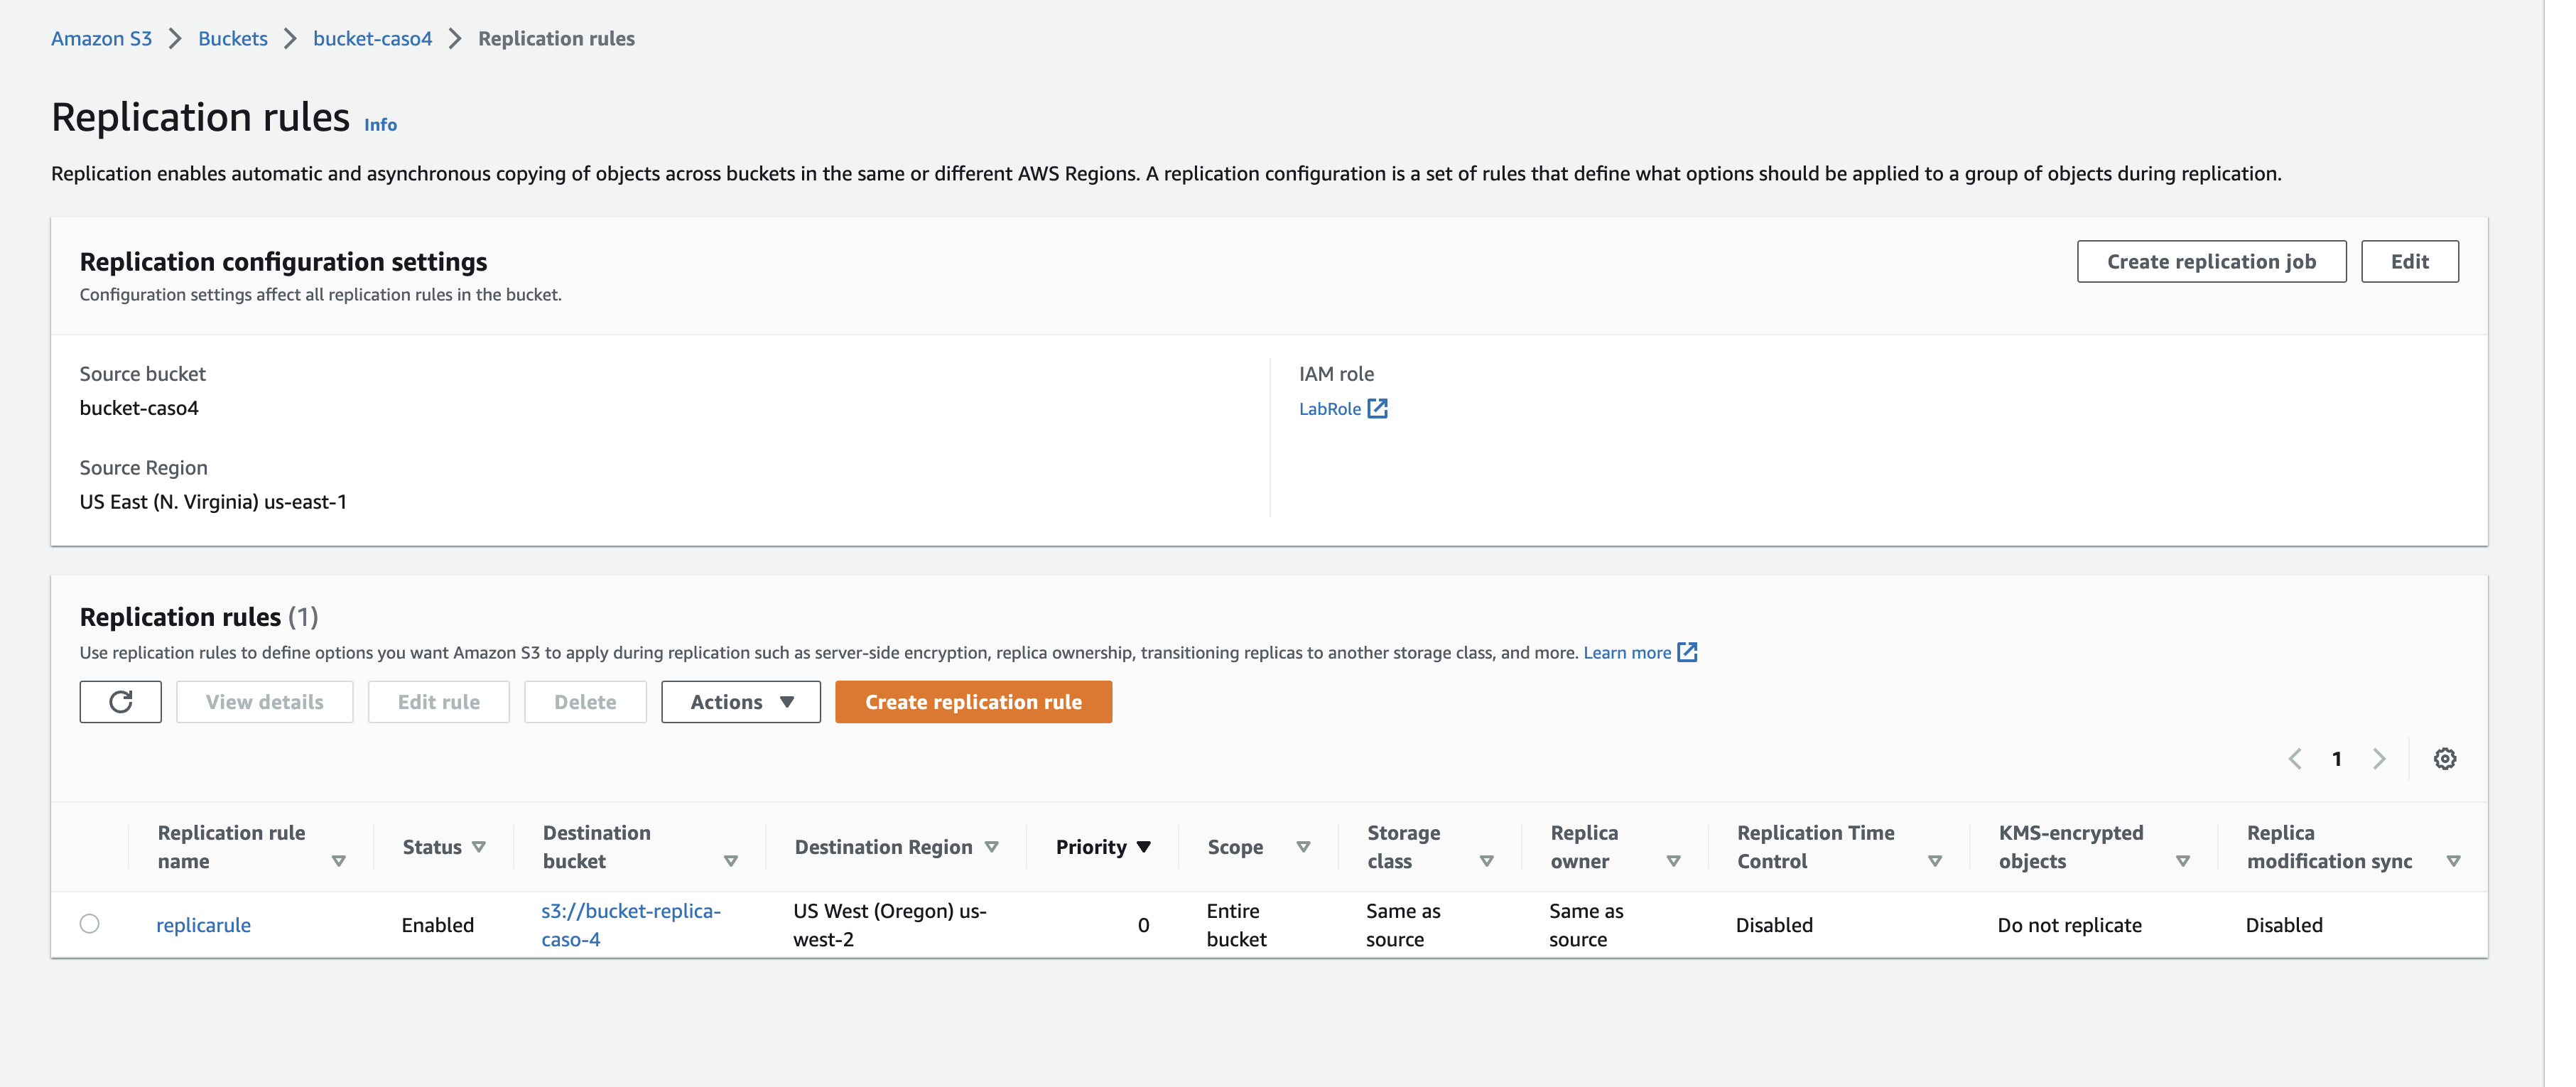 Amazon S3 > Buckets > bucket-caso4 > Replication rules
Replication rules Info
Replication enables automatic and asynchronous copying of objects across buckets in the same or different AWS Regions. A replication configuration is a set of rules that define what options should be applied to a group of objects during replication.
Replication configuration settings
Create replication job Edit
Configuration settings affect all replication rules in the bucket.
Source bucket
bucket-caso4
Source Region
US East (N. Virginia) us-east-1
IAM role
LabRole
Replication rules (1)
Use replication rules to define options you want Amazon S3 to apply during replication such as server-side encryption, replica ownership, transitioning replicas to another storage class, and more. Learn more
View details Edit rule Delete Actions Create replication rule
1
Replication rule
name
Status
Destination
bucket
Destination Region
Priority
Scope
Storage
class
Replica
owner
Replication Time
Control
KMS-encrypted
objects
Replica
modification sync
replicarule
Enabled
s3://bucket-replica-
caso-4
US West (Oregon) us-
west-2
0
Entire
bucket
Same as
source
Same as
source
Disabled
Do not replicate
Disabled